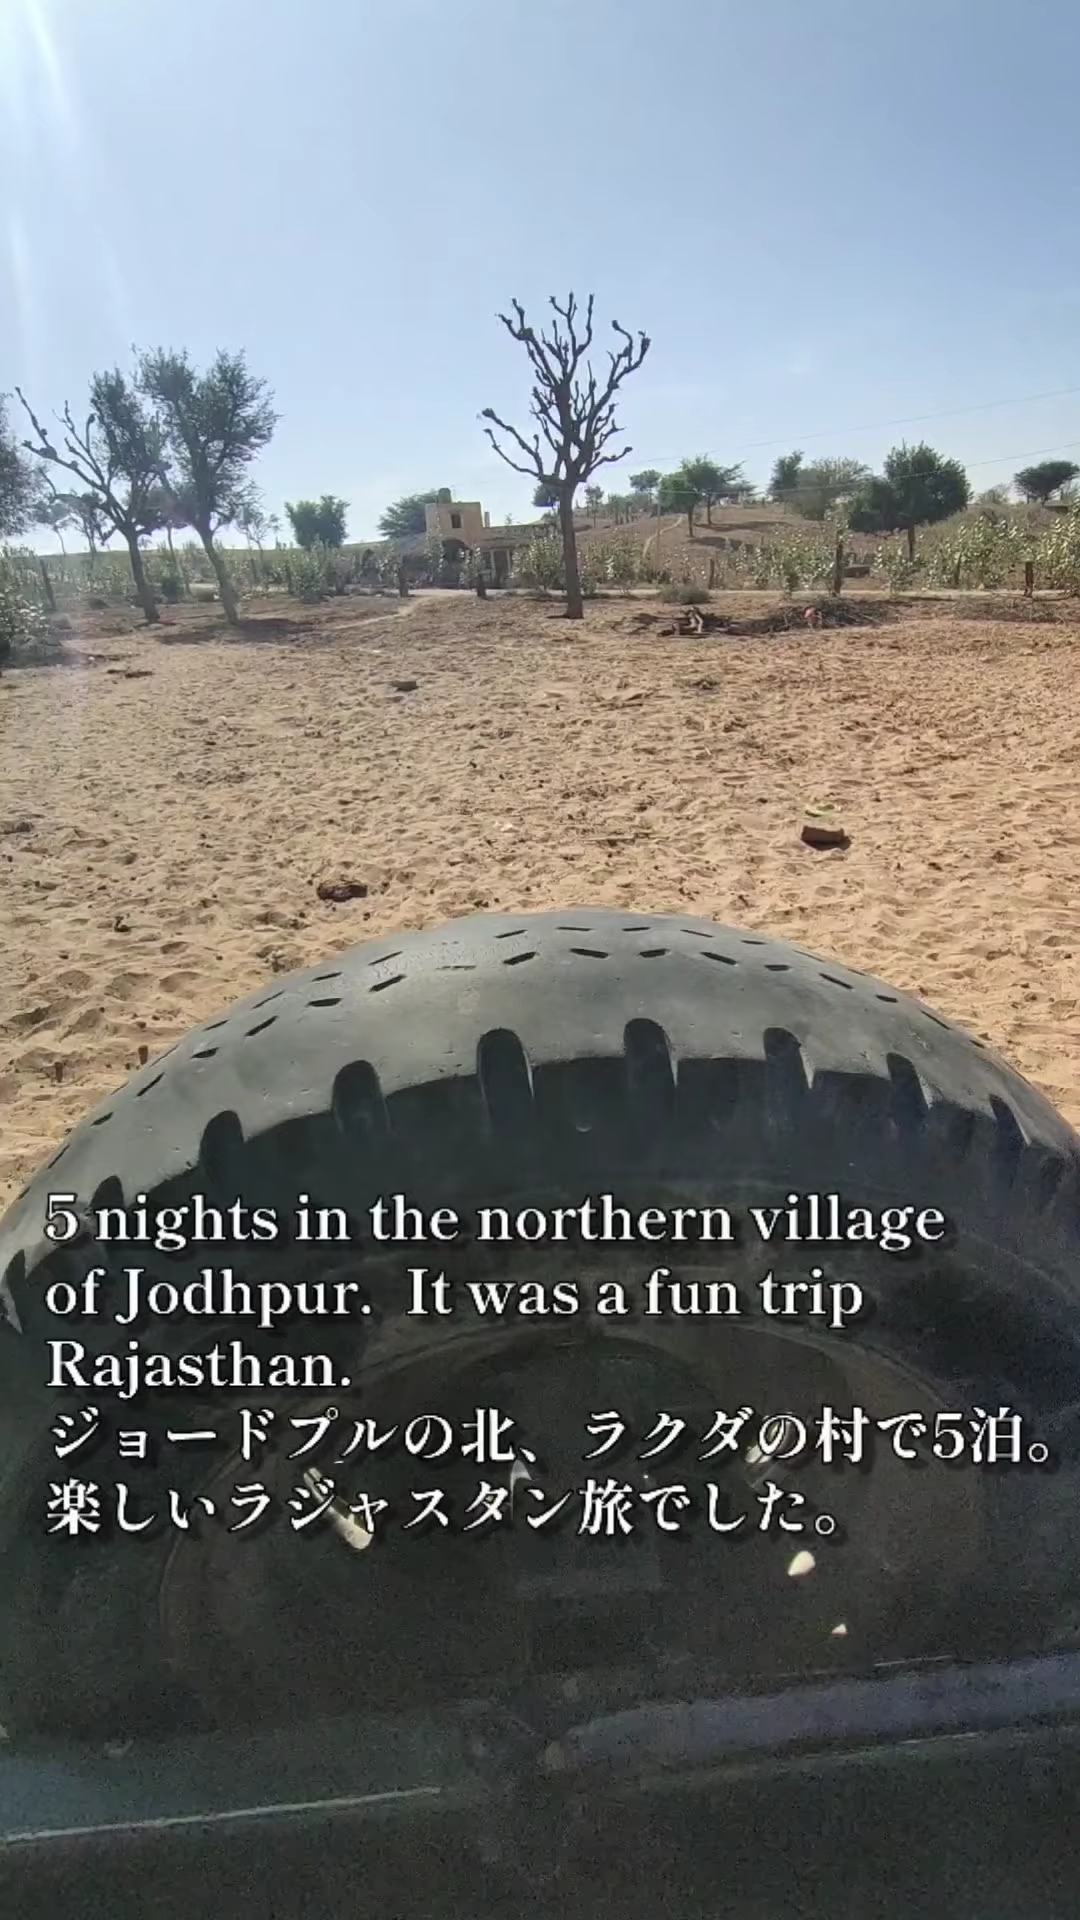 5 nights in the northern village
of Jodhpur.  It was a fun trip
Rajasthan.
ジョードプルの北、ラクダの村で5泊。
楽しいラジャスタン旅でした。